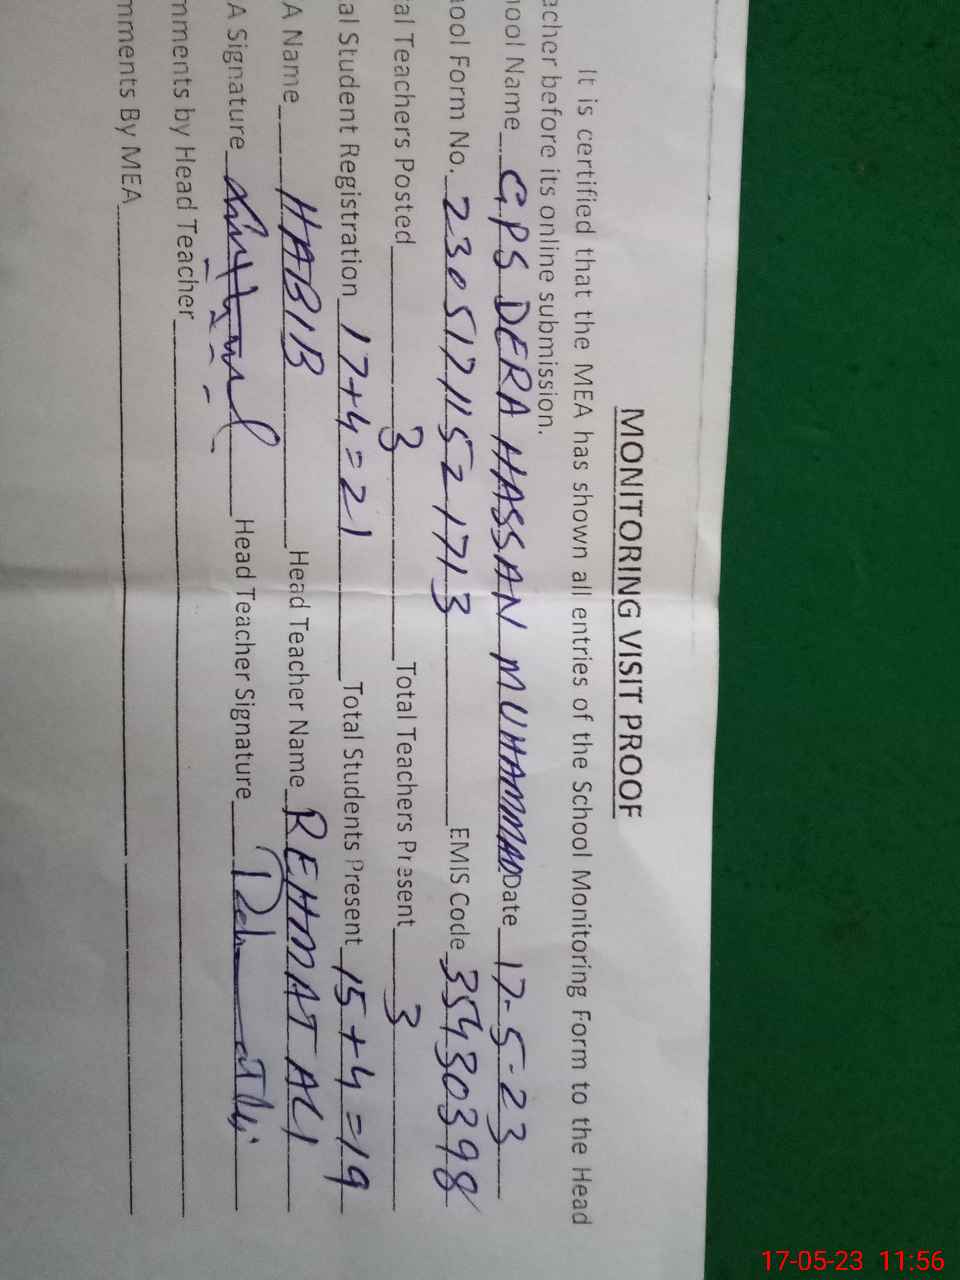 MONITORING VISIT PROOF
It is certified that the MEA has shown all entries of the School Monitoring Form to the Head
acher before its online submission.
ool Name GPS DERA HASSAN MUHAMMAD Date 17-5-23
ool Form No. 23051711521713 EMIS Code 35430398
al Teachers Posted 3 Total Teachers Present 3
al Student Registration 17+4=21 Total Students Present 15+4=19
A Name HABIB Head Teacher Name REHMAT ALI
A Signature Head Teacher Signature
mments by Head Teacher
mments By MEA
17-05-23 11:56